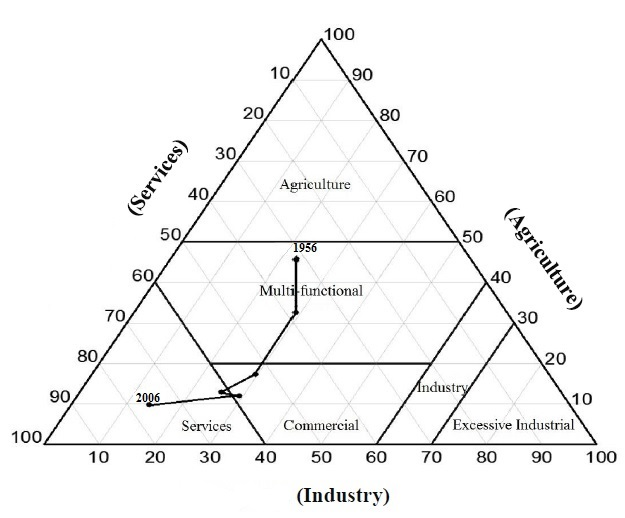 100
10 90
20 80
30 70
(Services)
Agriculture
40 60
50 50
1956
(Agriculture)
60 40
Multi-functional
70 30
80 20
Industry
90 2006 10
Services Commercial Excessive Industrial
100
10 20 30 40 50 60 70 80 90 100
(Industry)